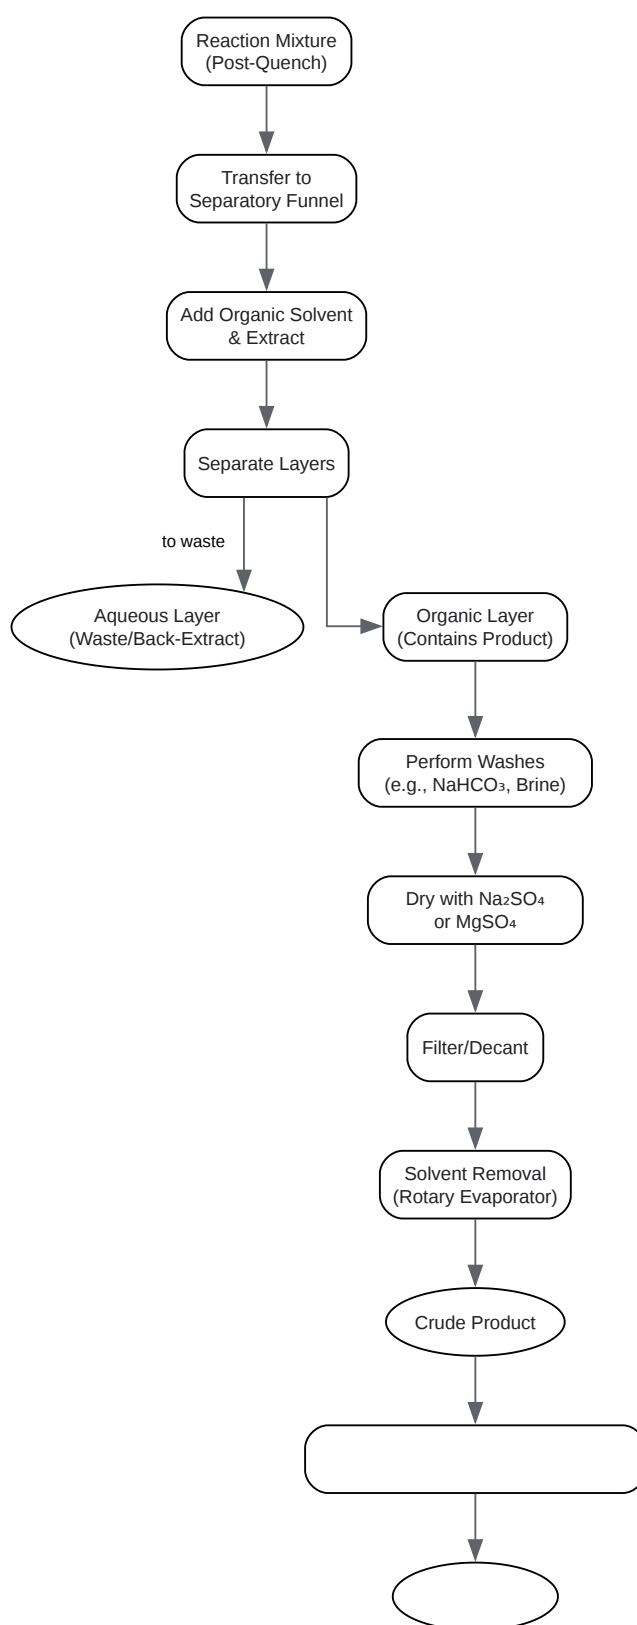 Reaction Mixture
(Post-Quench)
Transfer to
Separatory Funnel
Add Organic Solvent
& Extract
Separate Layers
to waste
Aqueous Layer
(Waste/Back-Extract)
Organic Layer
(Contains Product)
Perform Washes
(e.g., NaHCO₃, Brine)
Dry with Na₂SO₄
or MgSO₄
Filter/Decant
Solvent Removal
(Rotary Evaporator)
Crude Product